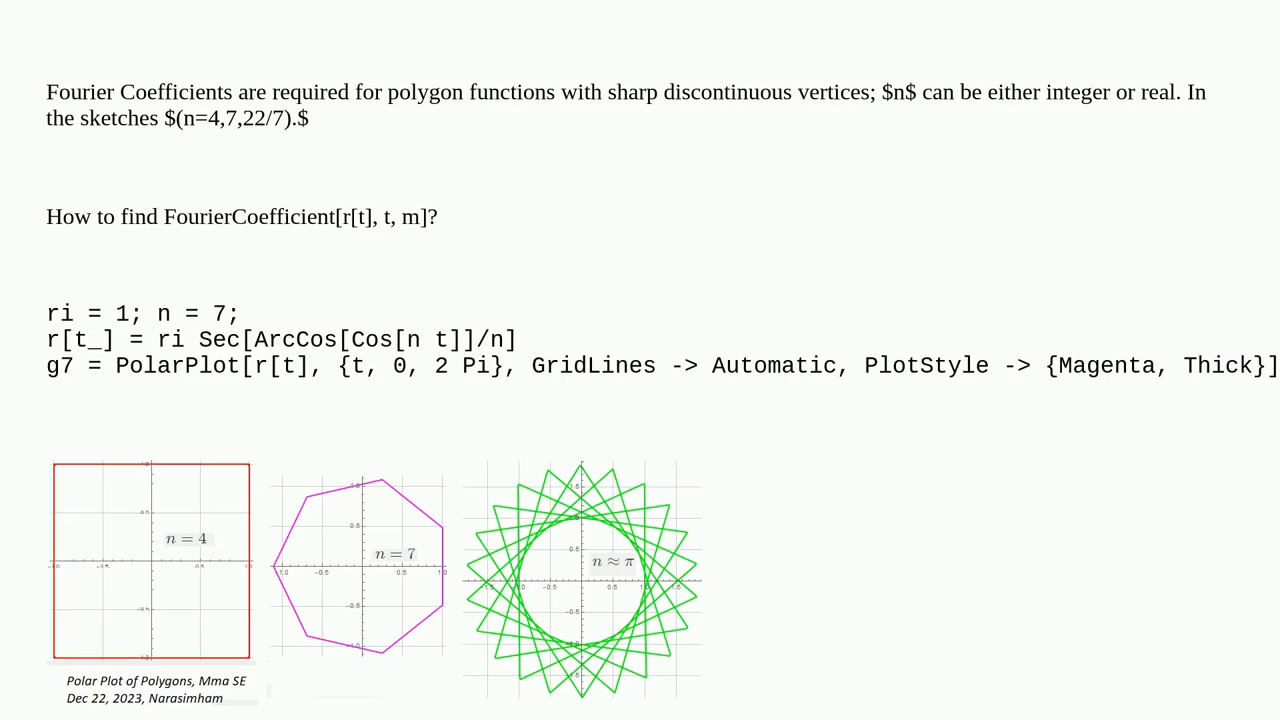 Fourier Coefficients are required for polygon functions with sharp discontinuous vertices; $n$ can be either integer or real. In
the sketches $(n=4,7,22/7).$
How to find FourierCoefficient[r[t], t, m]?
ri = 1; n = 7;
r[t_] = ri Sec[ArcCos[Cos[n t]]/n]
g7 = PolarPlot[r[t], {t, 0, 2 Pi}, GridLines -> Automatic, PlotStyle -> {Magenta, Thick}]
n = 4
n = 7
n ≈ π
Polar Plot of Polygons, Mma SE
Dec 22, 2023, Narasimham